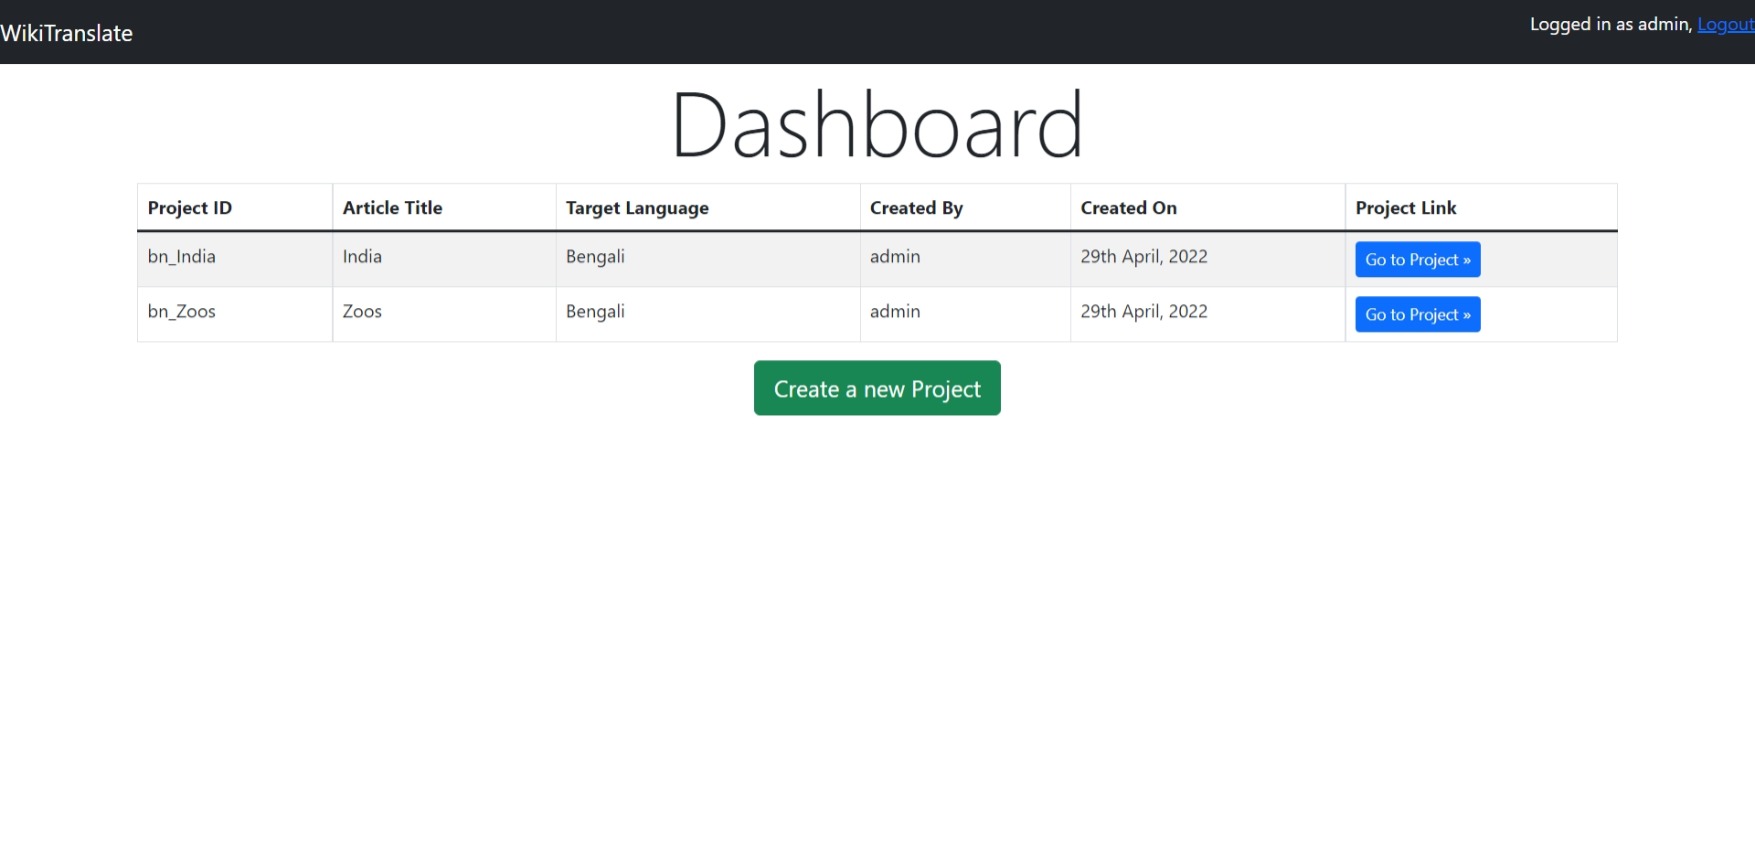 WikiTranslate
Logged in as admin, Logout
Dashboard
Project ID Article Title Target Language Created By Created On Project Link
bn_India India Bengali admin 29th April, 2022 Go to Project »
bn_Zoos Zoos Bengali admin 29th April, 2022 Go to Project »
Create a new Project